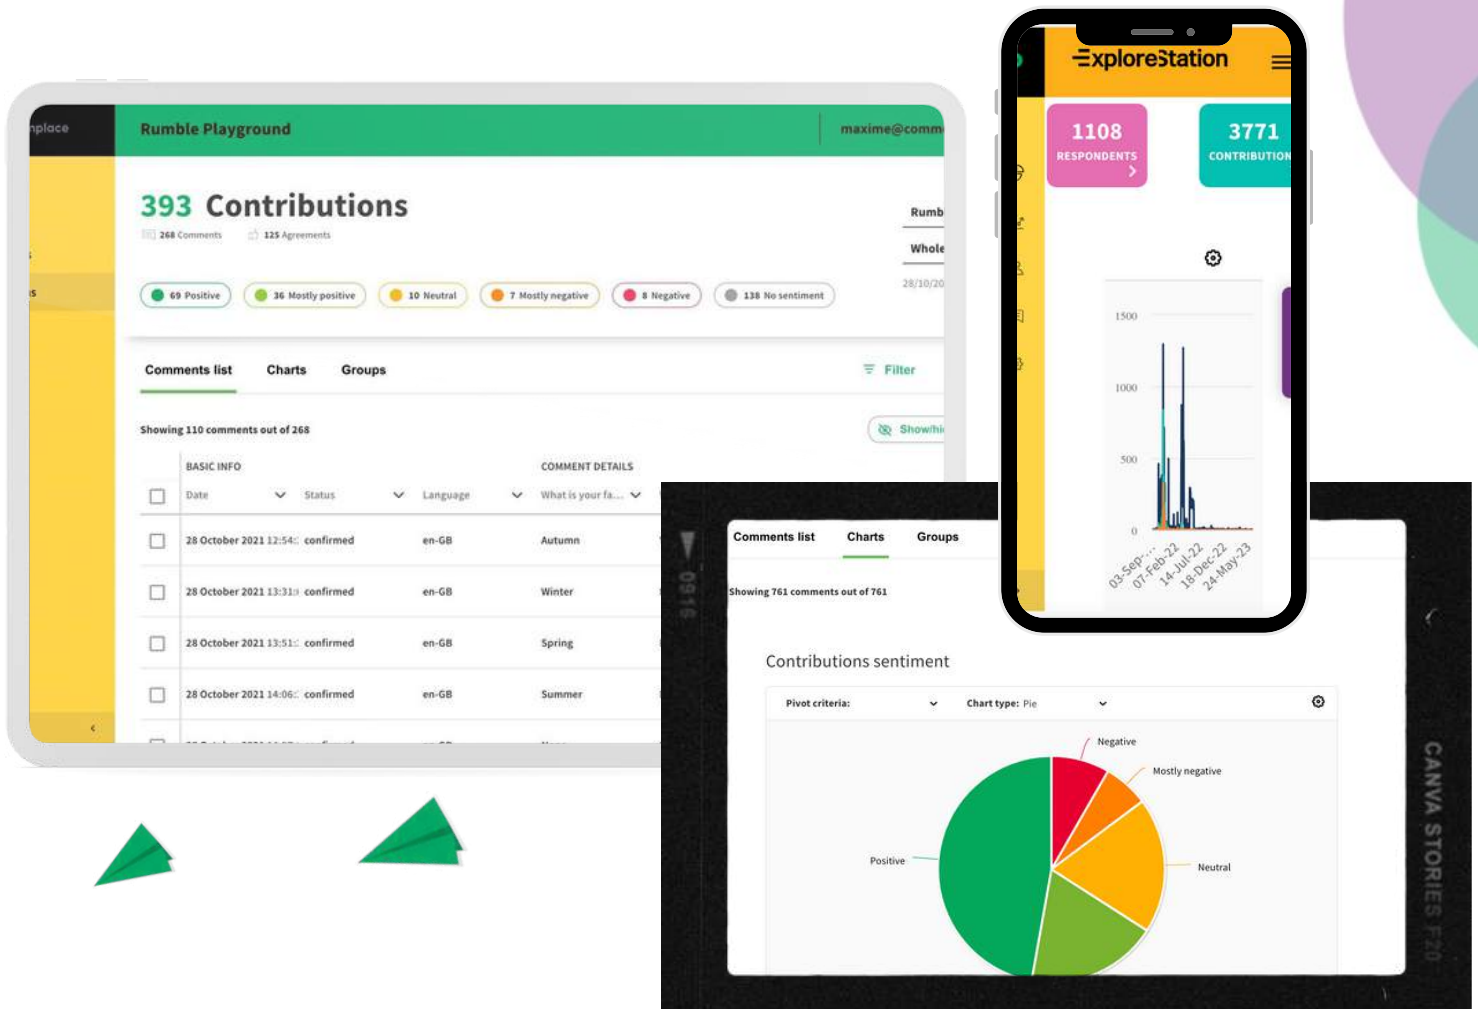 nplace
Rumble Playground
maxime@comm
393 Contributions
268 Comments 125 Agreements
Rumb
Whole
28/10/20
69 Positive 36 Mostly positive 10 Neutral 7 Mostly negative 8 Negative 138 No sentiment
Comments list Charts Groups
Filter
Showing 110 comments out of 268
Show/hi
BASIC INFO COMMENT DETAILS
Date Status Language What is your fa...
28 October 2021 12:54: confirmed en-GB Autumn
28 October 2021 13:31: confirmed en-GB Winter
28 October 2021 13:51: confirmed en-GB Spring
28 October 2021 14:06: confirmed en-GB Summer
ExploreStation
1108
RESPONDENTS
3771
CONTRIBUTION
1500
1000
500
0
03-Sep-...
07-Feb-22
14-Jul-22
18-Dec-22
24-May-23
0916
Comments list Charts Groups
Showing 761 comments out of 761
Contributions sentiment
Pivot criteria: Chart type: Pie
Negative
Mostly negative
Positive
Neutral
CANVA STORIES F20